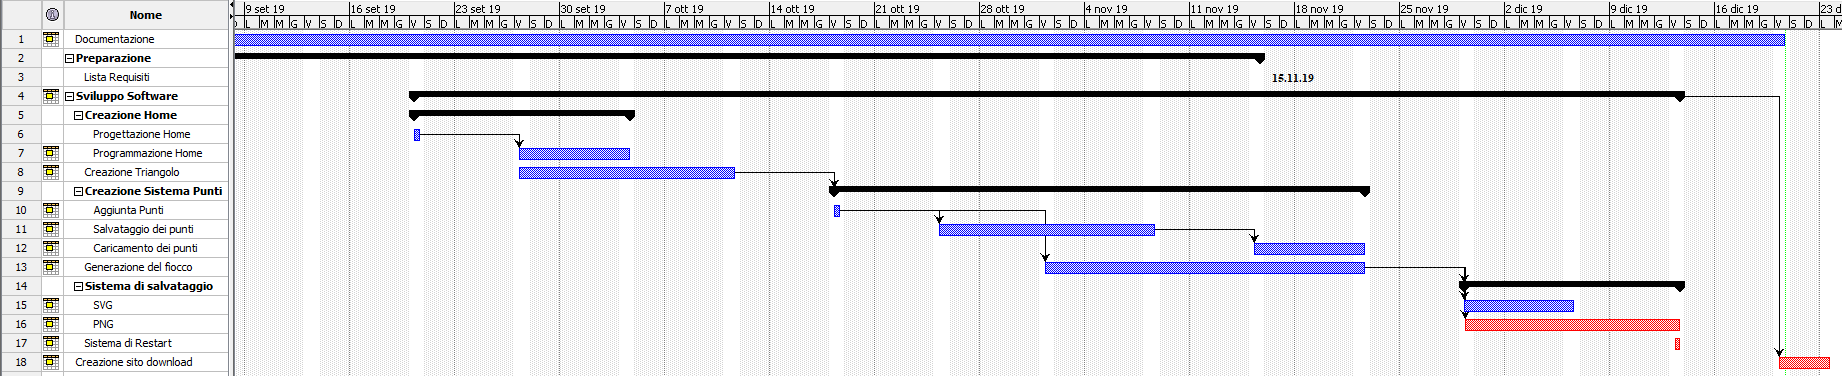 Nome
9 set 19 16 set 19 23 set 19 30 set 19 7 ott 19 14 ott 19 21 ott 19 28 ott 19 4 nov 19 11 nov 19 18 nov 19 25 nov 19 2 dic 19 9 dic 19 16 dic 19 23 d
L M M G V S D L M M G V S D L M M G V S D L M M G V S D L M M G V S D L M M G V S D L M M G V S D L M M G V S D L M M G V S D L M M G V S D L M M G V S D L M M G V S D L M M G V S D L M M G V S D L M M G V S D L M
1 Documentazione
2 Preparazione
3 Lista Requisiti 15.11.19
4 Sviluppo Software
5 Creazione Home
6 Progettazione Home
7 Programmazione Home
8 Creazione Triangolo
9 Creazione Sistema Punti
10 Aggiunta Punti
11 Salvataggio dei punti
12 Caricamento dei punti
13 Generazione del fiocco
14 Sistema di salvataggio
15 SVG
16 PNG
17 Sistema di Restart
18 Creazione sito download